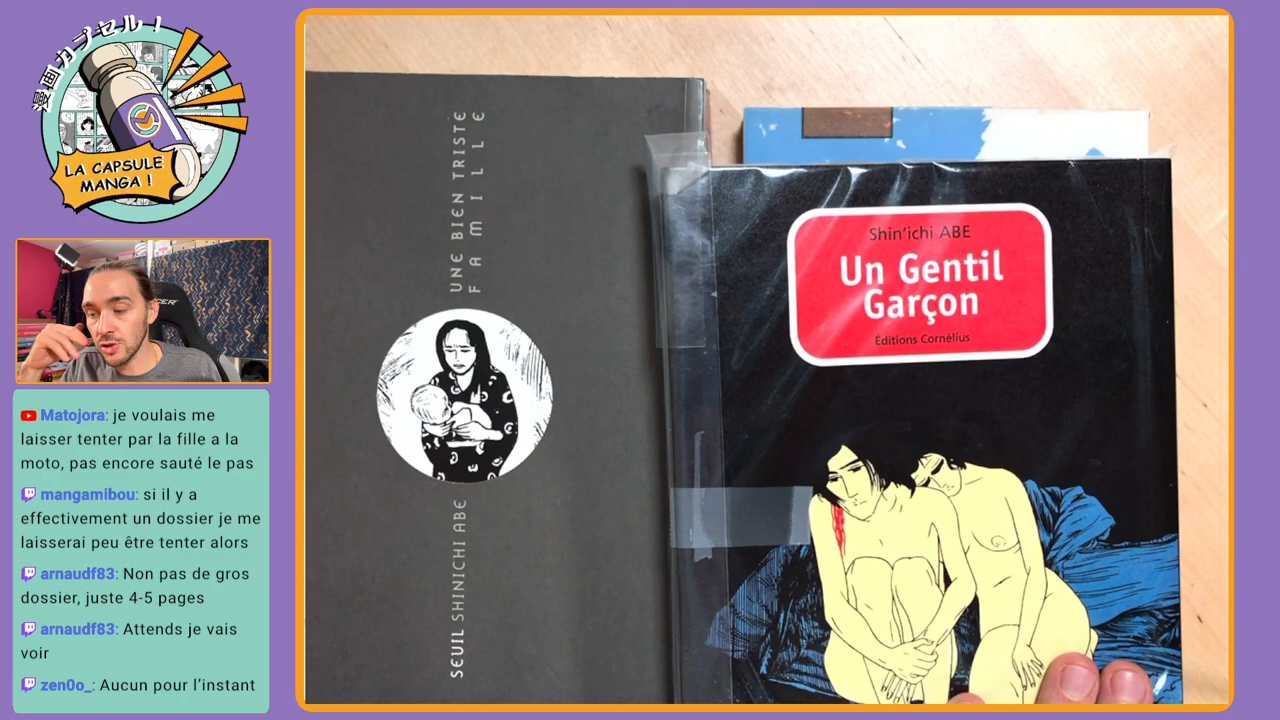 漫画カプセル!
LA CAPSULE
MANGA !
Matojora: je voulais me
laisser tenter par la fille a la
moto, pas encore sauté le pas
mangamibou: si il y a
effectivement un dossier je me
laisserai peu être tenter alors
arnaudf83: Non pas de gros
dossier, juste 4-5 pages
arnaudf83: Attends je vais
voir
zen0o_: Aucun pour l'instant
UNE BIEN TRISTE
FAMILLE
SEUIL SHINICHI ABE
Shin'ichi ABE
Un Gentil
Garçon
Éditions Cornélius